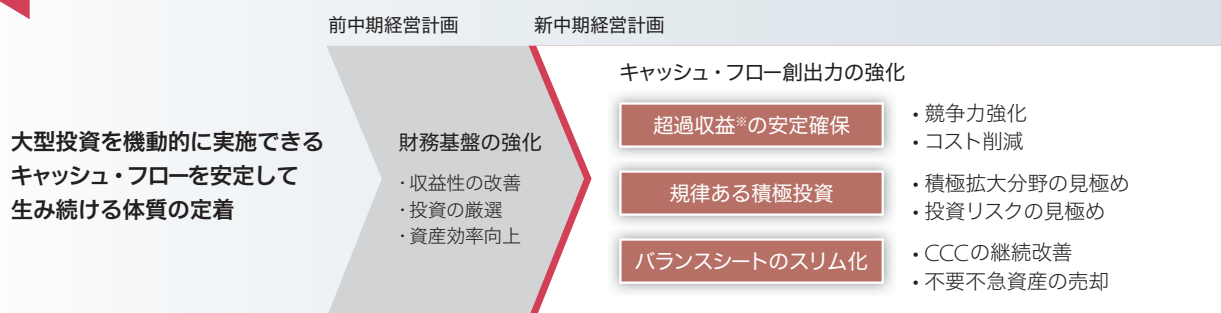 前中期経営計画
新中期経営計画
大型投資を機動的に実施できる
キャッシュ・フローを安定して
生み続ける体質の定着
財務基盤の強化
・収益性の改善
・投資の厳選
・資産効率向上
キャッシュ・フロー創出力の強化
超過収益※の安定確保
・競争力強化
・コスト削減
規律ある積極投資
・積極拡大分野の見極め
・投資リスクの見極め
バランスシートのスリム化
・CCCの継続改善
・不要不急資産の売却